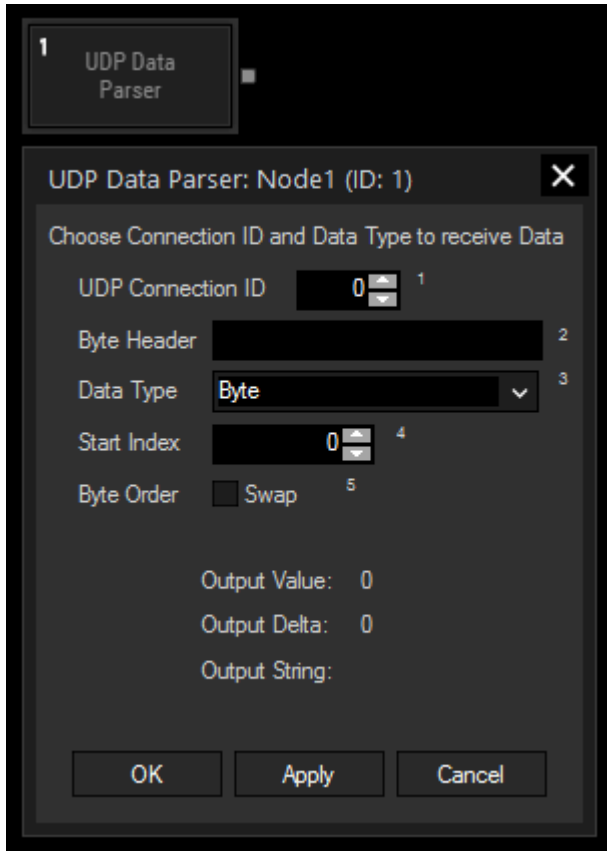 1
UDP Data
Parser
UDP Data Parser: Node1 (ID: 1)
Choose Connection ID and Data Type to receive Data
UDP Connection ID 0 1
Byte Header 2
Data Type Byte 3
Start Index 0 4
Byte Order Swap 5
Output Value: 0
Output Delta: 0
Output String:
OK Apply Cancel